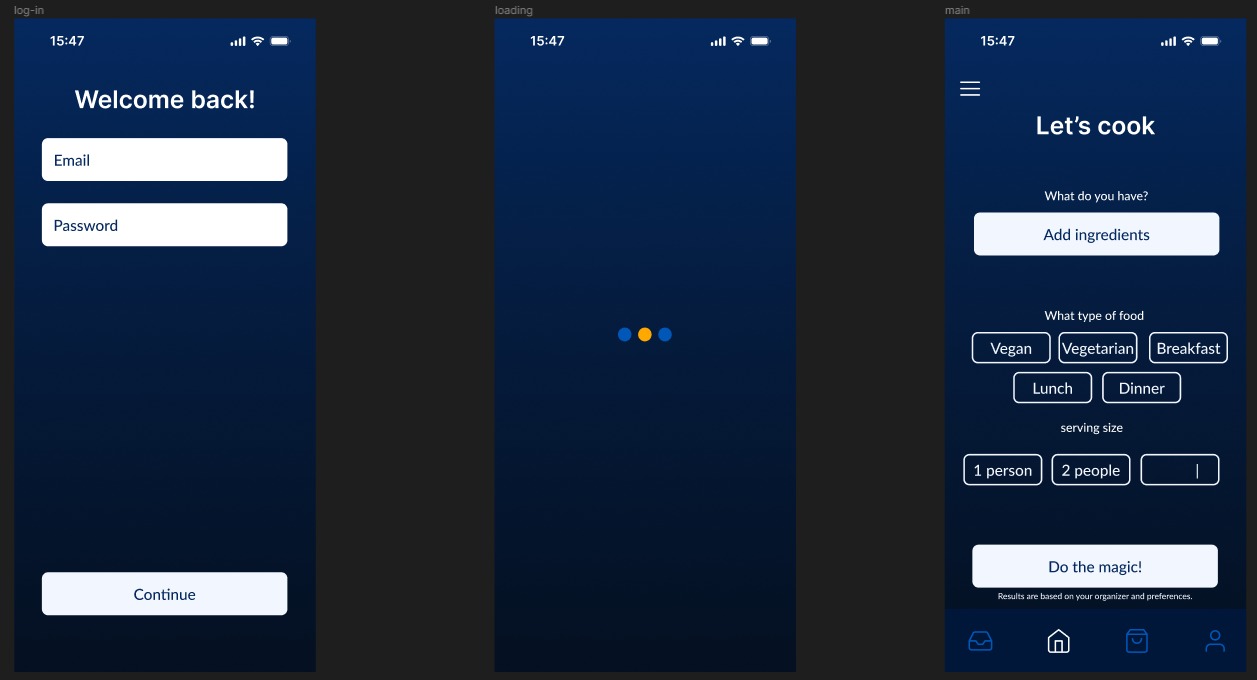 log-in
15:47
Welcome back!
Email
Password
Continue
loading
15:47
main
15:47
Let's cook
What do you have?
Add ingredients
What type of food
Vegan Vegetarian Breakfast
Lunch Dinner
serving size
1 person 2 people |
Do the magic!
Results are based on your organizer and preferences.